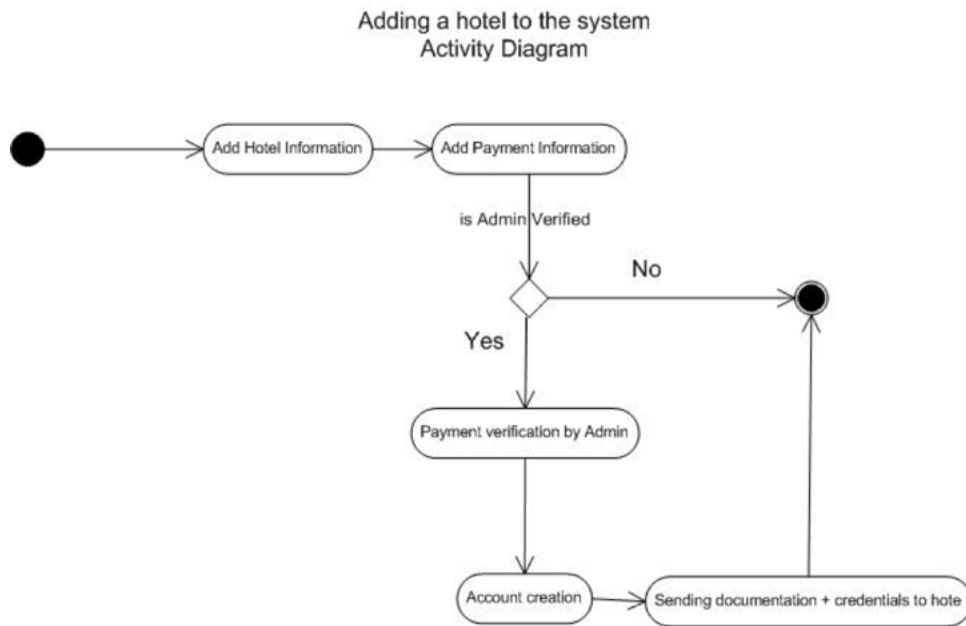 Adding a hotel to the system
Activity Diagram
Add Hotel Information
Add Payment Information
is Admin Verified
No
Yes
Payment verification by Admin
Account creation
Sending documentation + credentials to hote